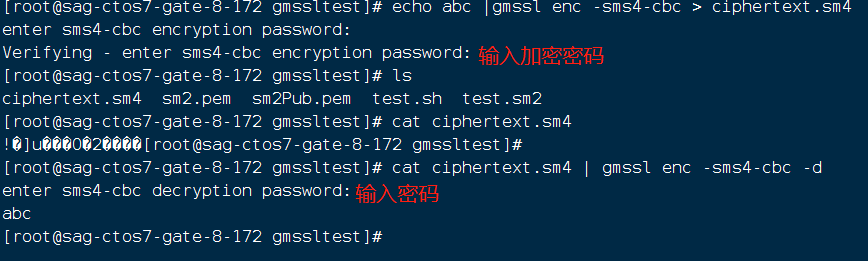 [root@sag-ctos7-gate-8-172 gmssltest]# echo abc |gmssl enc -sms4-cbc > ciphertext.sm4
enter sms4-cbc encryption password:
Verifying - enter sms4-cbc encryption password: 输入加密密码
[root@sag-ctos7-gate-8-172 gmssltest]# ls
ciphertext.sm4  sm2.pem  sm2Pub.pem  test.sh  test.sm2
[root@sag-ctos7-gate-8-172 gmssltest]# cat ciphertext.sm4
!�]u���O�2����[root@sag-ctos7-gate-8-172 gmssltest]#
[root@sag-ctos7-gate-8-172 gmssltest]# cat ciphertext.sm4 | gmssl enc -sms4-cbc -d
enter sms4-cbc decryption password: 输入密码
abc
[root@sag-ctos7-gate-8-172 gmssltest]#